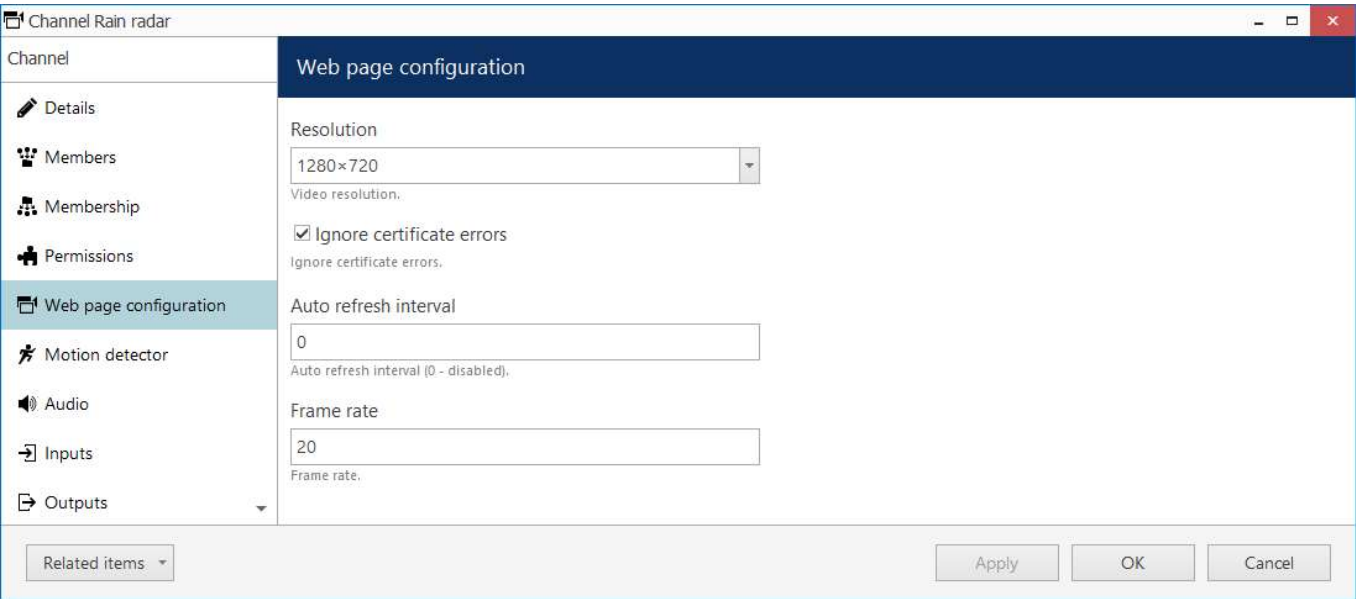 Channel Rain radar
Channel
Web page configuration
Details
Members
Membership
Permissions
Web page configuration
Motion detector
Audio
Inputs
Outputs
Resolution
1280×720
Video resolution.
Ignore certificate errors
Ignore certificate errors.
Auto refresh interval
0
Auto refresh interval (0 - disabled).
Frame rate
20
Frame rate.
Related items
Apply
OK
Cancel